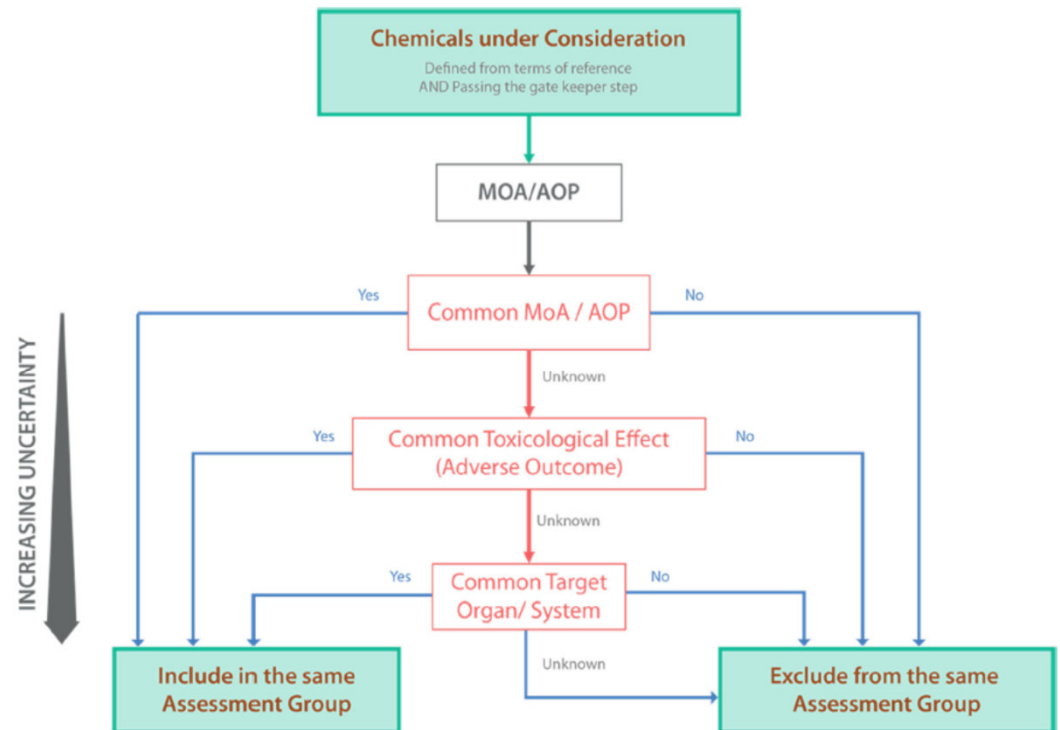 Chemicals under Consideration
Defined from terms of reference
AND Passing the gate keeper step
MOA/AOP
Yes
Common MoA / AOP
No
Unknown
Yes
Common Toxicological Effect
(Adverse Outcome)
No
Unknown
Yes
Common Target
Organ/ System
No
Unknown
INCREASING UNCERTAINTY
Include in the same
Assessment Group
Exclude from the same
Assessment Group